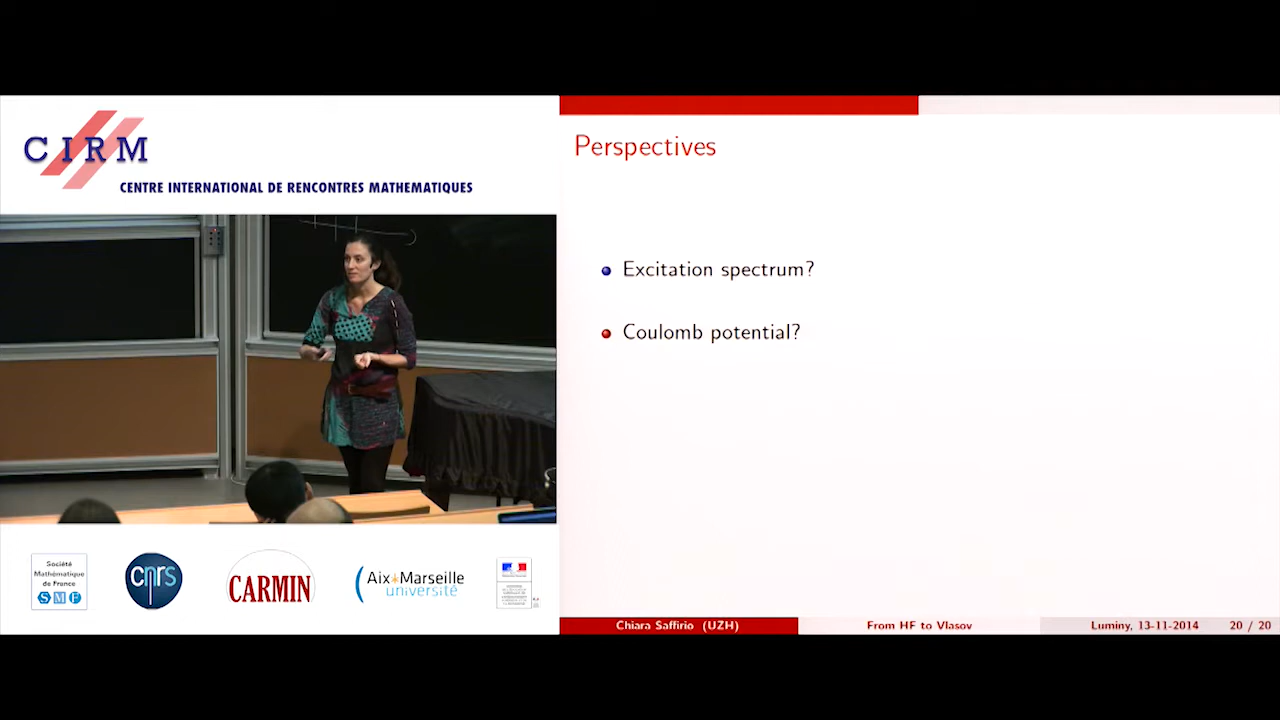 CIRM
CENTRE INTERNATIONAL DE RENCONTRES MATHEMATIQUES
Société
Mathématique
de France
SMF
cnrs
CARMIN
Aix*Marseille
université
Perspectives
Excitation spectrum?
Coulomb potential?
Chiara Saffirio (UZH)
From HF to Vlasov
Luminy, 13-11-2014
20 / 20